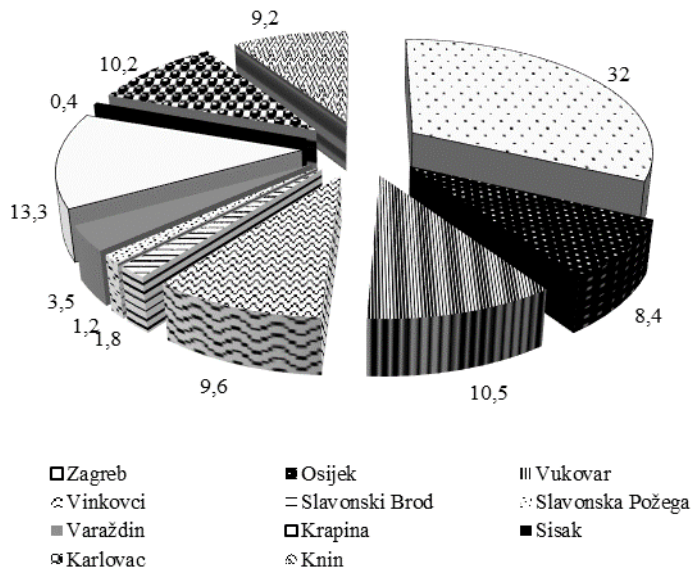 9,2
32
10,2
0,4
13,3
3,5
1,2
1,8
9,6
10,5
8,4
Zagreb Osijek Vukovar
Vinkovci Slavonski Brod Slavonska Požega
Varaždin Krapina Sisak
Karlovac Knin